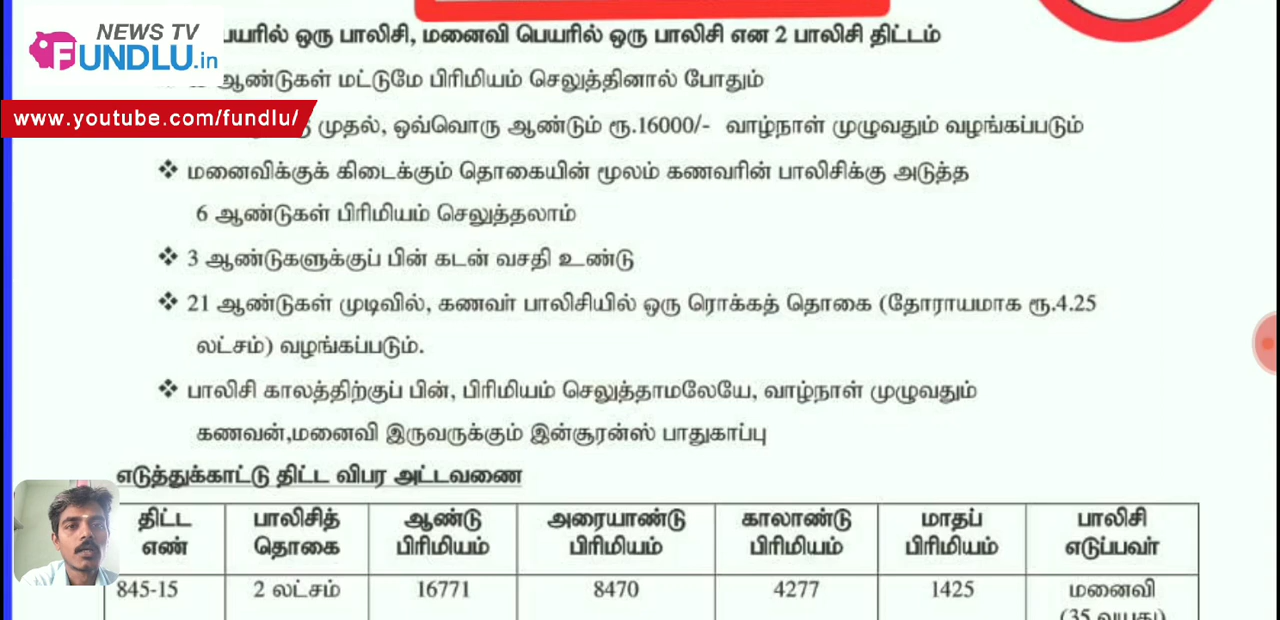 NEWS TV
FUNDLU.in
பெயரில் ஒரு பாலிசி, மனைவி பெயரில் ஒரு பாலிசி என 2 பாலிசி திட்டம்
ஆண்டுகள் மட்டுமே பிரிமியம் செலுத்தினால் போதும்
www.youtube.com/fundlu/
முதல், ஒவ்வொரு ஆண்டும் ரூ.16000/- வாழ்நாள் முழுவதும் வழங்கப்படும்
❖ மனைவிக்குக் கிடைக்கும் தொகையின் மூலம் கணவரின் பாலிசிக்கு அடுத்த
6 ஆண்டுகள் பிரிமியம் செலுத்தலாம்
❖ 3 ஆண்டுகளுக்குப் பின் கடன் வசதி உண்டு
❖ 21 ஆண்டுகள் முடிவில், கணவர் பாலிசியில் ஒரு ரொக்கத் தொகை (தோராயமாக ரூ.4.25
லட்சம்) வழங்கப்படும்.
❖ பாலிசி காலத்திற்குப் பின், பிரிமியம் செலுத்தாமலேயே, வாழ்நாள் முழுவதும்
கணவன்,மனைவி இருவருக்கும் இன்சூரன்ஸ் பாதுகாப்பு
எடுத்துக்காட்டு திட்ட விபர அட்டவணை
திட்ட எண் பாலிசித் தொகை ஆண்டு பிரிமியம் அரையாண்டு பிரிமியம் காலாண்டு பிரிமியம் மாதப் பிரிமியம் பாலிசி எடுப்பவர்
845-15 2 லட்சம் 16771 8470 4277 1425 மனைவி
(35 வயது)